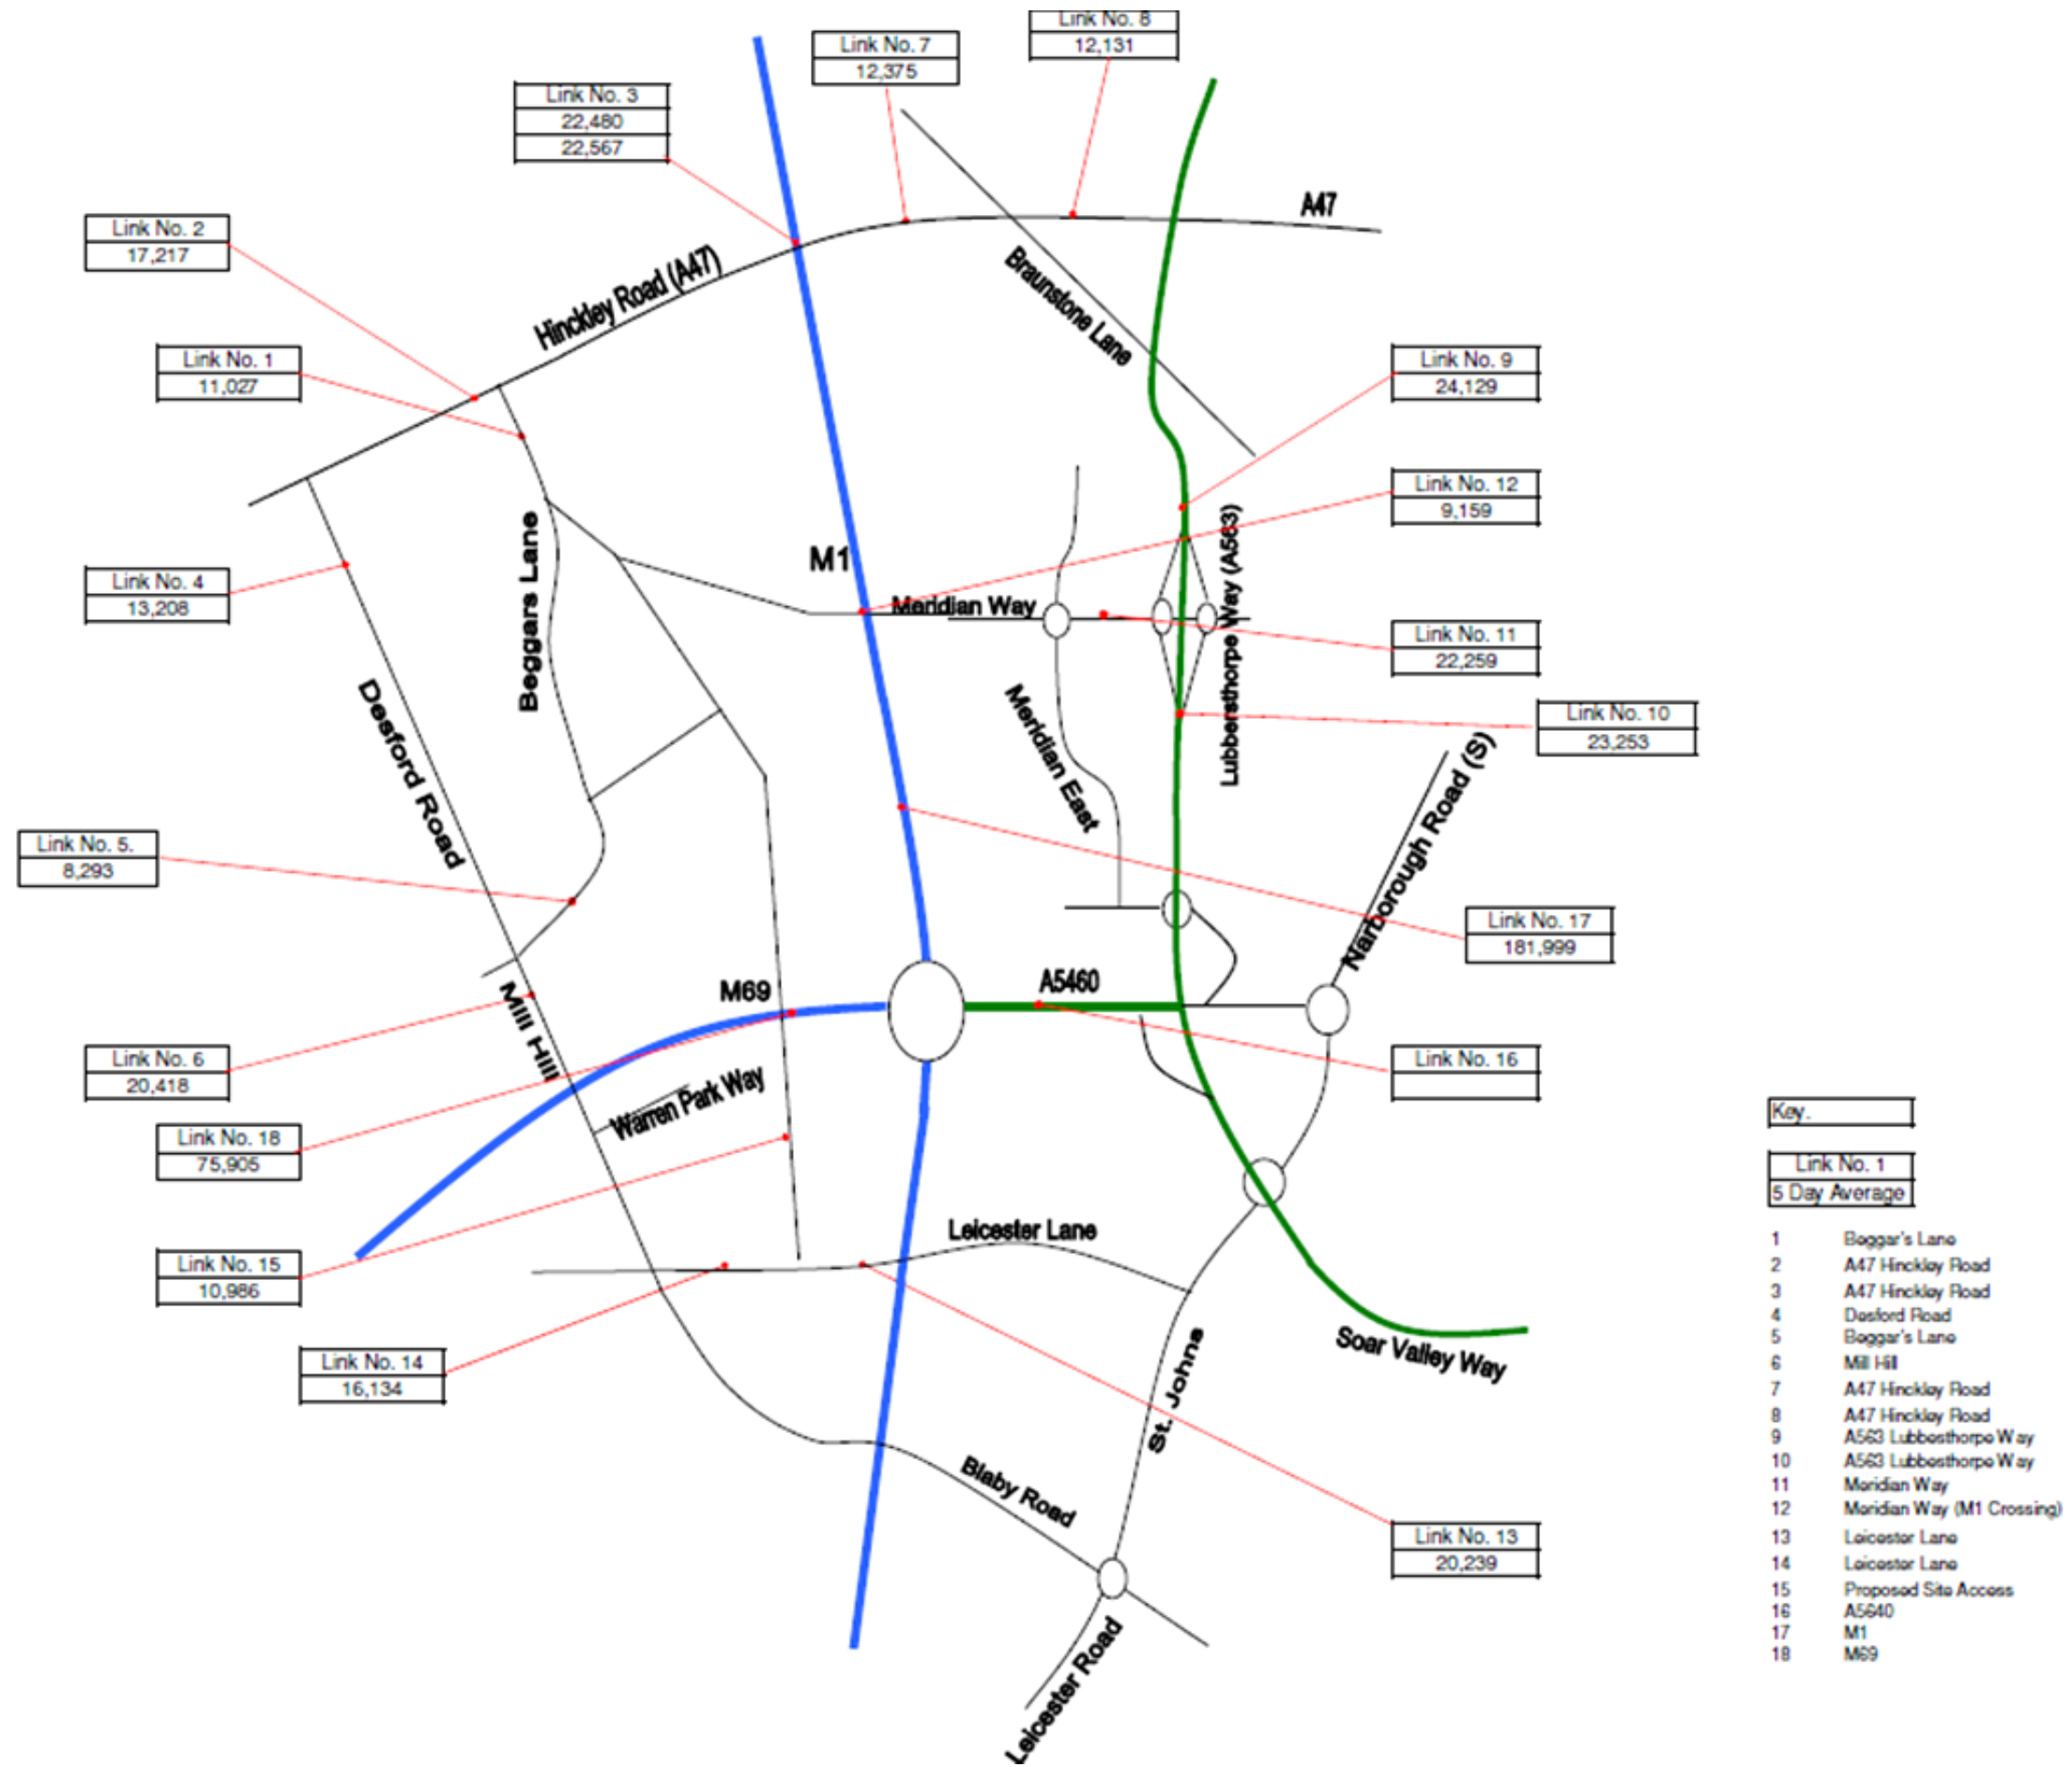 Link No. 8
12,131
Link No. 7
12,375
Link No. 3
22,480
22,567
A47
Link No. 2
17,217
Hinckley Road (A47)
Braunstone Lane
Link No. 1
11,027
Link No. 9
24,129
Link No. 12
9,159
Beggars Lane
M1
Lubbersthorpe Way (A563)
Link No. 4
13,208
Meridian Way
Link No. 11
22,259
Desford Road
Meridian East
Link No. 10
23,253
Narborough Road (S)
Link No. 5.
8,293
Link No. 17
181,999
M69
A5460
Mill Hill
Link No. 6
20,418
Link No. 16
Warren Park Way
Link No. 18
75,905
Key.
Link No. 1
5 Day Average
Leicester Lane
Link No. 15
10,986
Link No. 14
16,134
Soar Valley Way
St. Johns
Blaby Road
Link No. 13
20,239
Leicester Road
1 Beggar's Lane
2 A47 Hinckley Road
3 A47 Hinckley Road
4 Desford Road
5 Beggar's Lane
6 Mill Hill
7 A47 Hinckley Road
8 A47 Hinckley Road
9 A563 Lubbesthorpe Way
10 A563 Lubbesthorpe Way
11 Meridian Way
12 Meridian Way (M1 Crossing)
13 Leicester Lane
14 Leicester Lane
15 Proposed Site Access
16 A5640
17 M1
18 M69